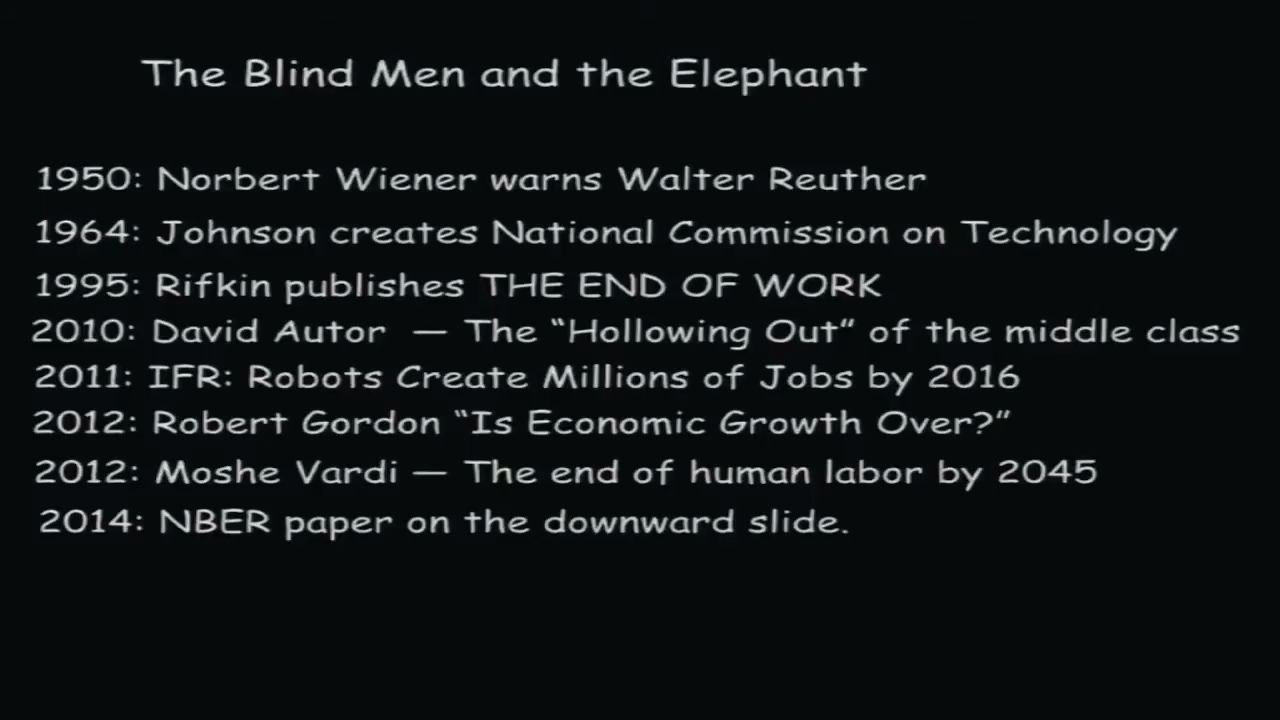 The Blind Men and the Elephant
1950: Norbert Wiener warns Walter Reuther
1964: Johnson creates National Commission on Technology
1995: Rifkin publishes THE END OF WORK
2010: David Autor — The “Hollowing Out” of the middle class
2011: IFR: Robots Create Millions of Jobs by 2016
2012: Robert Gordon “Is Economic Growth Over?”
2012: Moshe Vardi — The end of human labor by 2045
2014: NBER paper on the downward slide.